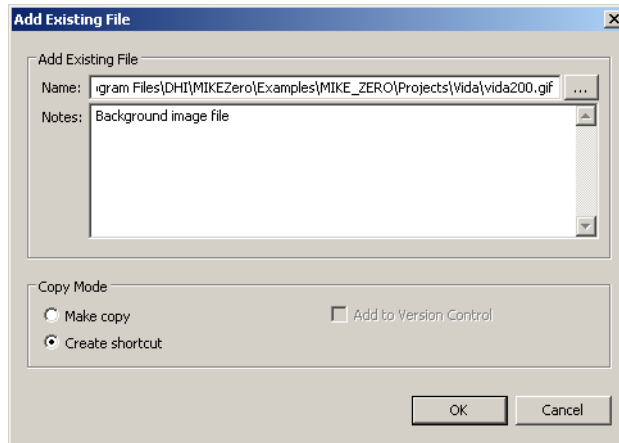 Add Existing File
Add Existing File
Name: gram Files\DHI\MIKEZero\Examples\MIKE_ZERO\Projects\Vida\vida200.gif ...
Notes: Background image file
Copy Mode
Make copy Add to Version Control
Create shortcut
OK Cancel